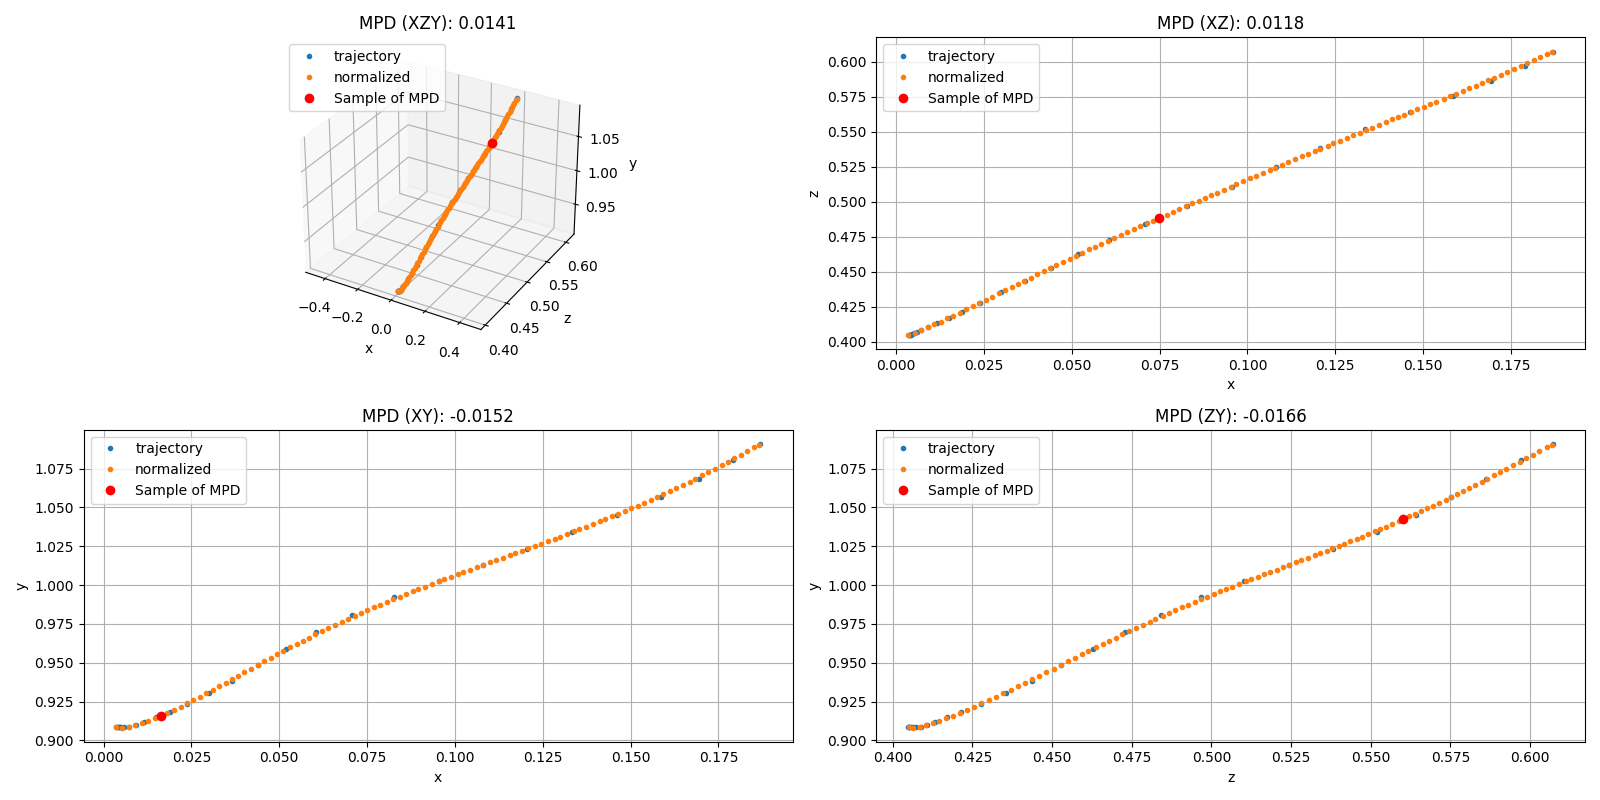 MPD (XZY): 0.0141
trajectory
normalized
Sample of MPD
1.05
1.00
0.95
y
−0.4
−0.2
0.0
0.2
0.4
x
0.40
0.45
0.50
0.55
0.60
z
MPD (XZ): 0.0118
trajectory
normalized
Sample of MPD
0.600
0.575
0.550
0.525
0.500
0.475
0.450
0.425
0.400
z
0.000 0.025 0.050 0.075 0.100 0.125 0.150 0.175
x
MPD (XY): -0.0152
trajectory
normalized
Sample of MPD
1.075
1.050
1.025
1.000
0.975
0.950
0.925
0.900
y
0.000 0.025 0.050 0.075 0.100 0.125 0.150 0.175
x
MPD (ZY): -0.0166
trajectory
normalized
Sample of MPD
1.075
1.050
1.025
1.000
0.975
0.950
0.925
0.900
y
0.400 0.425 0.450 0.475 0.500 0.525 0.550 0.575 0.600
z